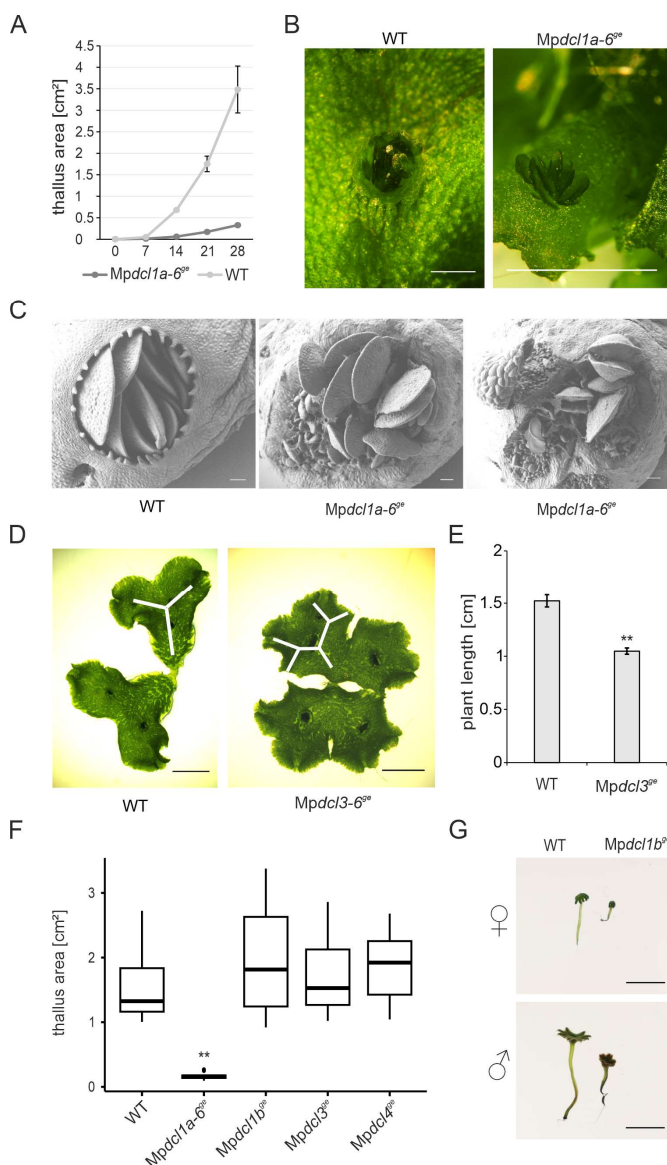 A
4.5
4
3.5
3
2.5
2
1.5
1
0.5
0
thallus area [cm²]
0 7 14 21 28
Mpdcl1a-6ᵍᵉ WT
B
WT Mpdcl1a-6ᵍᵉ
C
WT Mpdcl1a-6ᵍᵉ Mpdcl1a-6ᵍᵉ
D
WT Mpdcl3-6ᵍᵉ
E
2
1.5
1
0.5
0
plant length [cm]
**
WT Mpdcl3ᵍᵉ
F
3
2
1
0
thallus area [cm²]
**
WT Mpdcl1a-6ᵍᵉ Mpdcl1bᵍᵉ Mpdcl3ᵍᵉ Mpdcl4ᵍᵉ
G
WT Mpdcl1bᵍᵉ
♀
♂